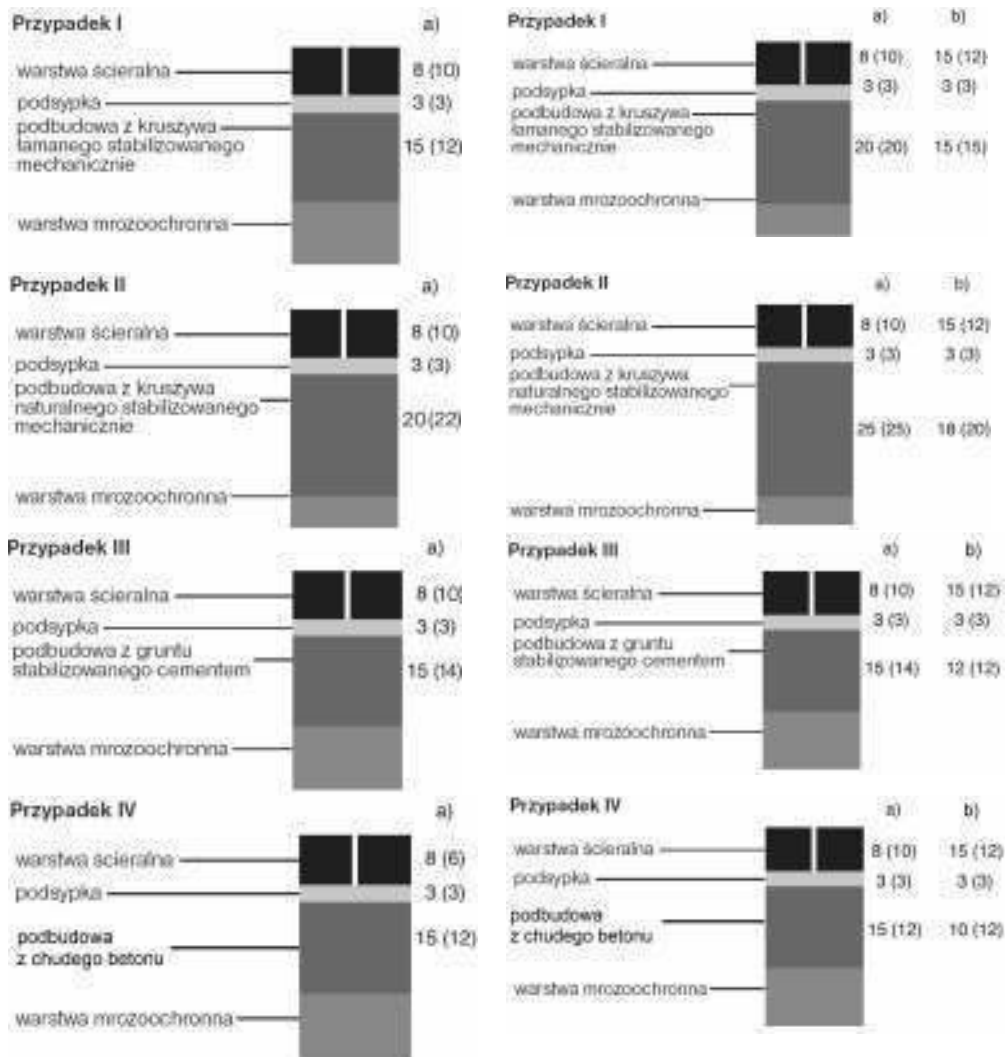 Przypadek I a)
warstwa ścieralna 8 (10)
podsypka 3 (3)
podbudowa z kruszywa
łamanego stabilizowanego 15 (12)
mechanicznie
warstwa mrozoochronna
Przypadek II a)
warstwa ścieralna 8 (10)
podsypka 3 (3)
podbudowa z kruszywa
naturalnego stabilizowanego
mechanicznie 20 (22)
warstwa mrozoochronna
Przypadek III a)
warstwa ścieralna 8 (10)
podsypka 3 (3)
podbudowa z gruntu
stabilizowanego cementem 15 (14)
warstwa mrozoochronna
Przypadek IV a)
warstwa ścieralna 8 (6)
podsypka 3 (3)
podbudowa 15 (12)
z chudego betonu
warstwa mrozoochronna
Przypadek I a) b)
warstwa ścieralna 8 (10) 15 (12)
podsypka 3 (3) 3 (3)
podbudowa z kruszywa
łamanego stabilizowanego
mechanicznie 20 (20) 15 (15)
warstwa mrozoochronna
Przypadek II a) b)
warstwa ścieralna 8 (10) 15 (12)
podsypka 3 (3) 3 (3)
podbudowa z kruszywa
naturalnego stabilizowanego
mechanicznie 25 (25) 18 (20)
warstwa mrozoochronna
Przypadek III a) b)
warstwa ścieralna 8 (10) 15 (12)
podsypka 3 (3) 3 (3)
podbudowa z gruntu
stabilizowanego cementem 15 (14) 12 (12)
warstwa mrozoochronna
Przypadek IV a) b)
warstwa ścieralna 8 (10) 15 (12)
podsypka 3 (3) 3 (3)
podbudowa
z chudego betonu 15 (12) 10 (12)
warstwa mrozoochronna